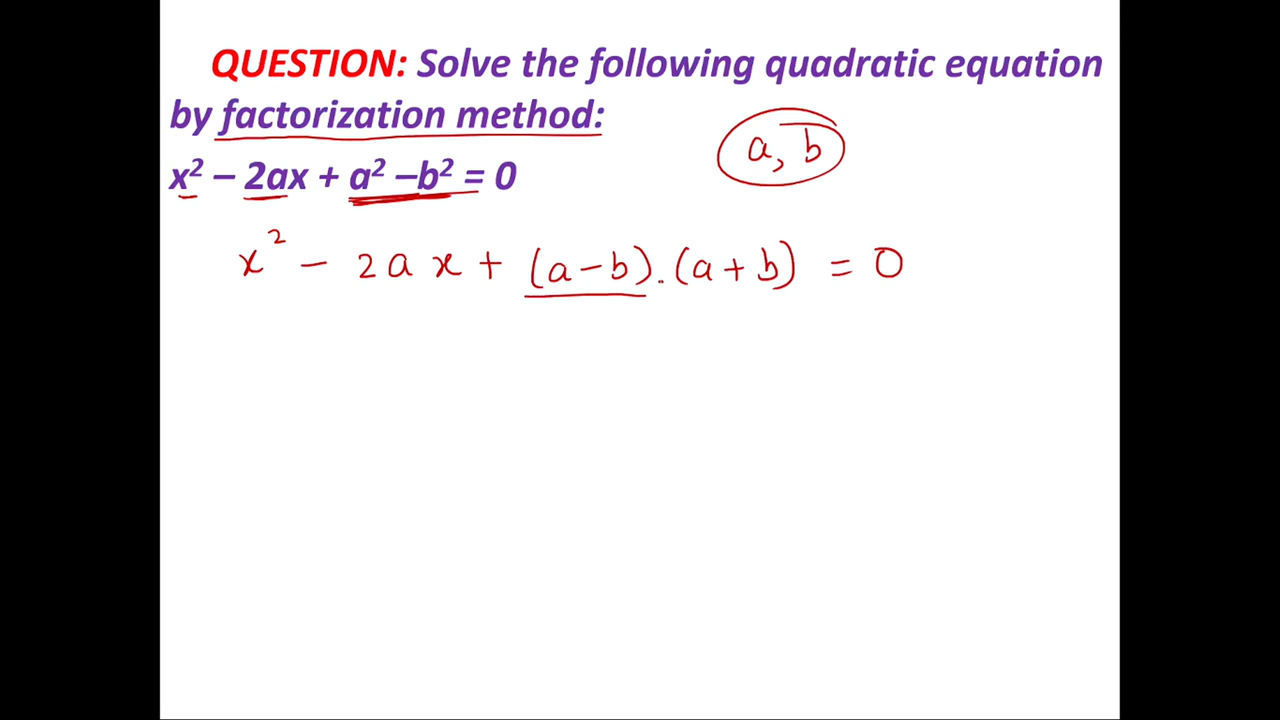 QUESTION: Solve the following quadratic equation
by factorization method:
a, b
x² – 2ax + a² –b² = 0
x² – 2ax + (a–b).(a+b) = 0